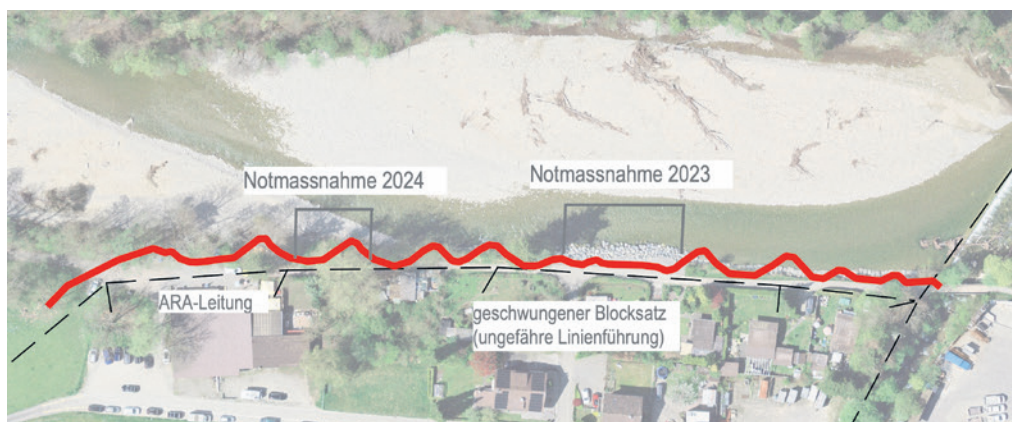 Notmassnahme 2024
Notmassnahme 2023
ARA-Leitung
geschwungener Blocksatz
(ungefähre Linienführung)